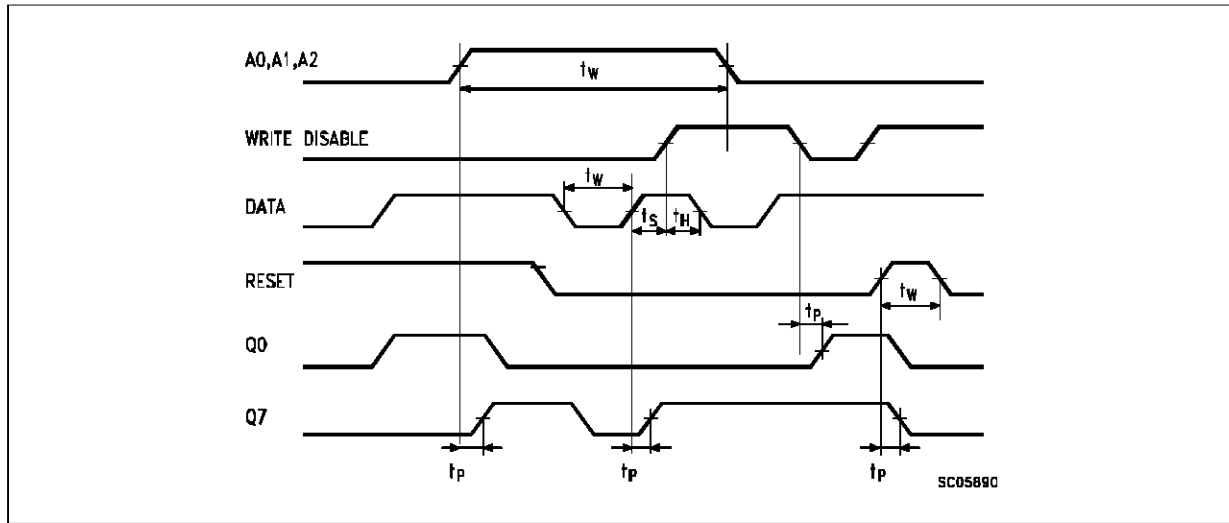 A0,A1,A2
tW
WRITE DISABLE
tW
DATA
tS
tH
RESET
tW
tP
Q0
Q7
tP
tP
tP
SC05890